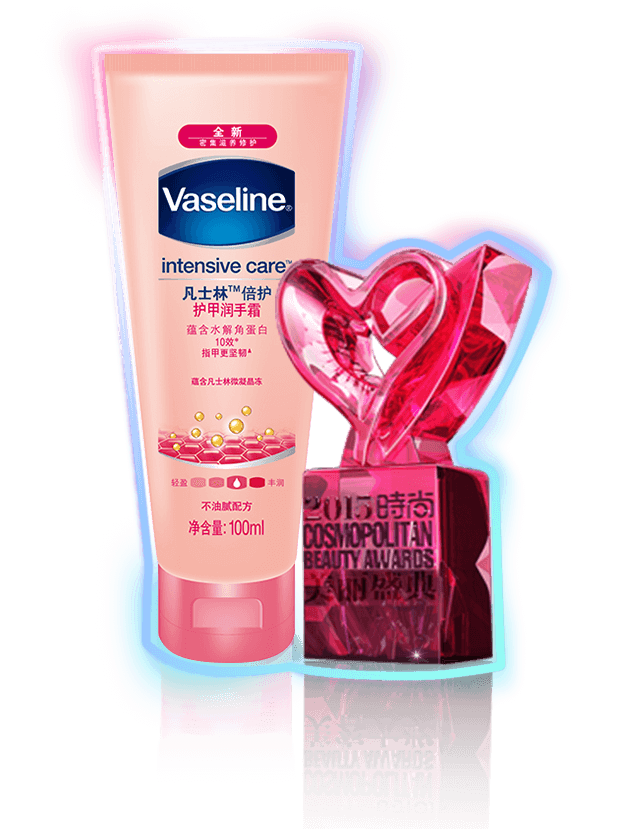 全新
密集滋养修护
Vaseline®
intensive care™
凡士林™倍护
护甲润手霜
蕴含水解角蛋白
10效*
指甲更坚韧▲
蕴含凡士林微凝晶冻
轻盈 丰润
不油腻配方
净含量: 100ml
2015時尚
COSMOPOLITAN
BEAUTY AWARDS
美丽盛典